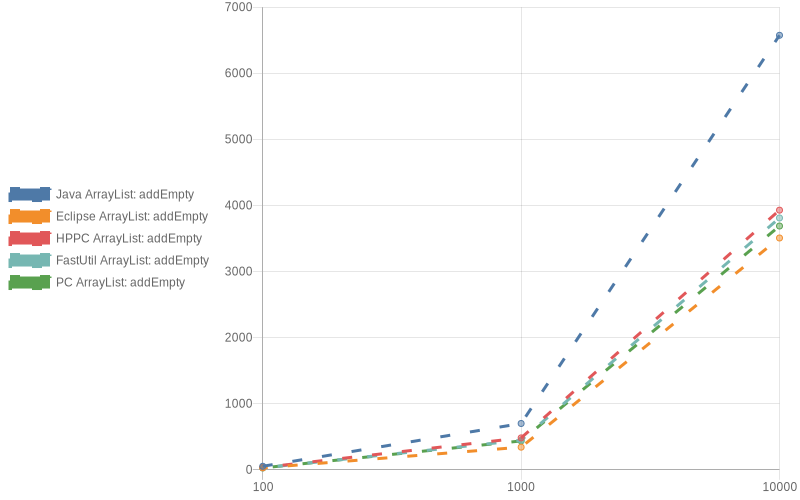 7000
6000
5000
4000
3000
2000
1000
0
100
1000
10000
Java ArrayList: addEmpty
Eclipse ArrayList: addEmpty
HPPC ArrayList: addEmpty
FastUtil ArrayList: addEmpty
PC ArrayList: addEmpty